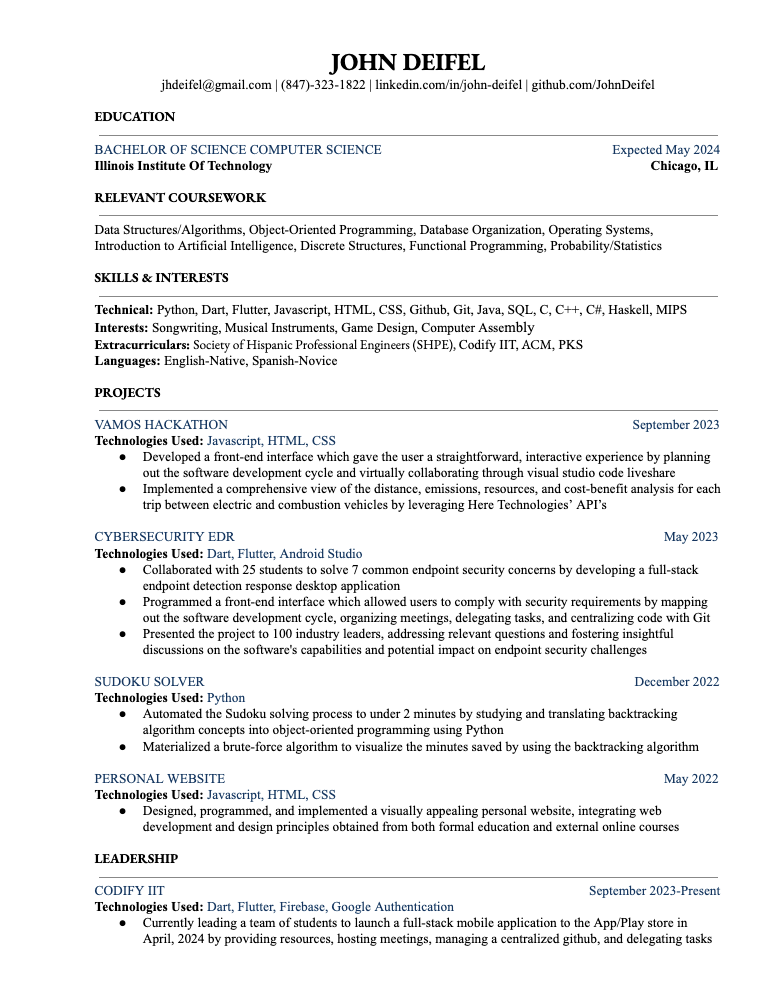 JOHN DEIFEL
jhdeifel@gmail.com | (847)-323-1822 | linkedin.com/in/john-deifel | github.com/JohnDeifel
EDUCATION
BACHELOR OF SCIENCE COMPUTER SCIENCE Expected May 2024
Illinois Institute Of Technology Chicago, IL
RELEVANT COURSEWORK
Data Structures/Algorithms, Object-Oriented Programming, Database Organization, Operating Systems,
Introduction to Artificial Intelligence, Discrete Structures, Functional Programming, Probability/Statistics
SKILLS & INTERESTS
Technical: Python, Dart, Flutter, Javascript, HTML, CSS, Github, Git, Java, SQL, C, C++, C#, Haskell, MIPS
Interests: Songwriting, Musical Instruments, Game Design, Computer Assembly
Extracurriculars: Society of Hispanic Professional Engineers (SHPE), Codify IIT, ACM, PKS
Languages: English-Native, Spanish-Novice
PROJECTS
VAMOS HACKATHON September 2023
Technologies Used: Javascript, HTML, CSS
● Developed a front-end interface which gave the user a straightforward, interactive experience by planning
out the software development cycle and virtually collaborating through visual studio code liveshare
● Implemented a comprehensive view of the distance, emissions, resources, and cost-benefit analysis for each
trip between electric and combustion vehicles by leveraging Here Technologies’ API’s
CYBERSECURITY EDR May 2023
Technologies Used: Dart, Flutter, Android Studio
● Collaborated with 25 students to solve 7 common endpoint security concerns by developing a full-stack
endpoint detection response desktop application
● Programmed a front-end interface which allowed users to comply with security requirements by mapping
out the software development cycle, organizing meetings, delegating tasks, and centralizing code with Git
● Presented the project to 100 industry leaders, addressing relevant questions and fostering insightful
discussions on the software's capabilities and potential impact on endpoint security challenges
SUDOKU SOLVER December 2022
Technologies Used: Python
● Automated the Sudoku solving process to under 2 minutes by studying and translating backtracking
algorithm concepts into object-oriented programming using Python
● Materialized a brute-force algorithm to visualize the minutes saved by using the backtracking algorithm
PERSONAL WEBSITE May 2022
Technologies Used: Javascript, HTML, CSS
● Designed, programmed, and implemented a visually appealing personal website, integrating web
development and design principles obtained from both formal education and external online courses
LEADERSHIP
CODIFY IIT September 2023-Present
Technologies Used: Dart, Flutter, Firebase, Google Authentication
● Currently leading a team of students to launch a full-stack mobile application to the App/Play store in
April, 2024 by providing resources, hosting meetings, managing a centralized github, and delegating tasks